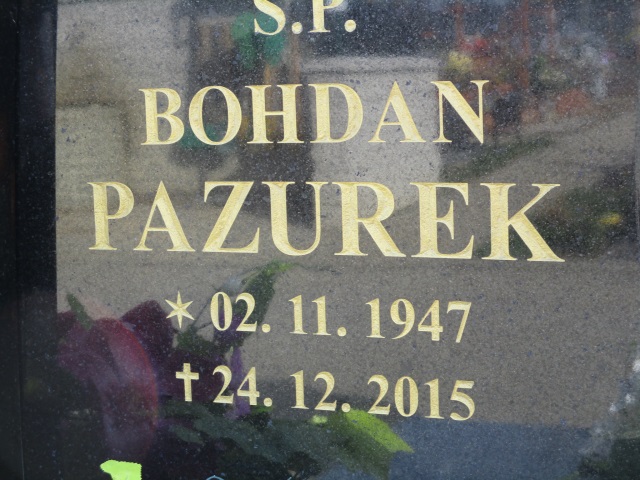 S.P.
BOHDAN
PAZUREK
* 02. 11. 1947
✝ 24. 12. 2015